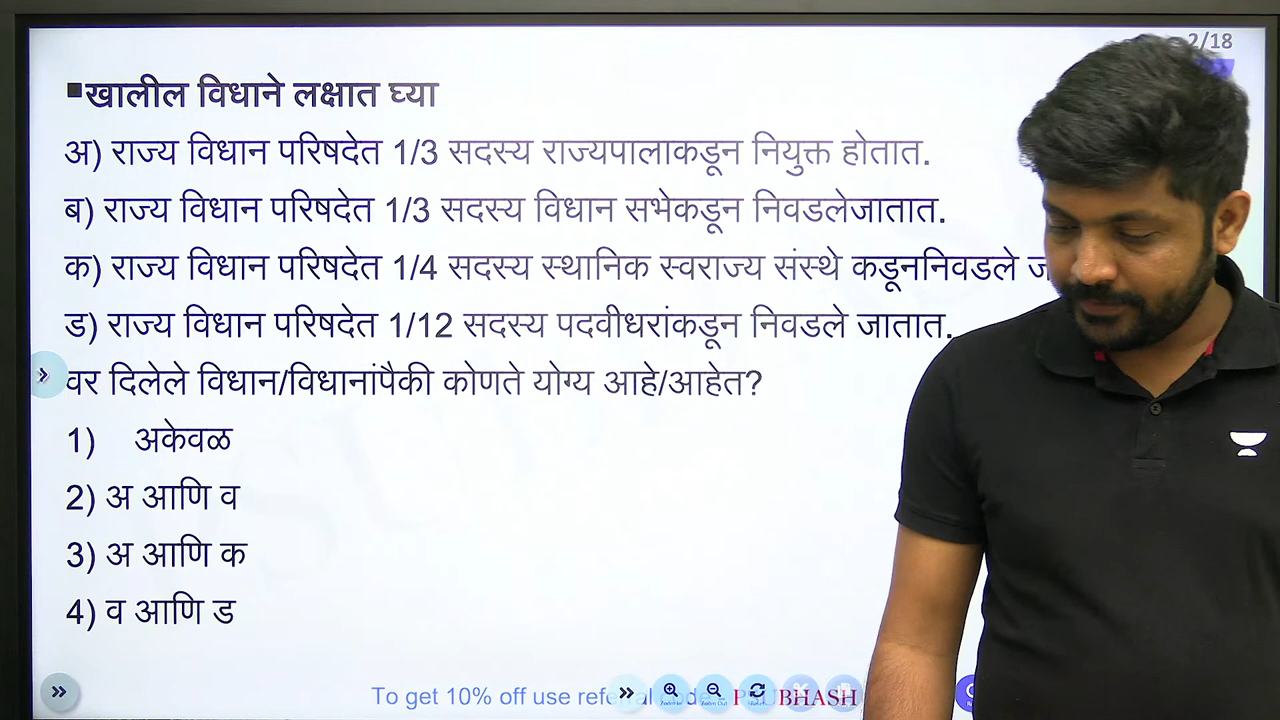 2/18
▪खालील विधाने लक्षात घ्या
अ) राज्य विधान परिषदेत 1/3 सदस्य राज्यपालाकडून नियुक्त होतात.
ब) राज्य विधान परिषदेत 1/3 सदस्य विधान सभेकडून निवडलेजातात.
क) राज्य विधान परिषदेत 1/4 सदस्य स्थानिक स्वराज्य संस्थे कडूननिवडले
ड) राज्य विधान परिषदेत 1/12 सदस्य पदवीधरांकडून निवडले जातात.
वर दिलेले विधान/विधानांपैकी कोणते योग्य आहे/आहेत?
1) अकेवळ
2) अ आणि व
3) अ आणि क
4) व आणि ड
To get 10% off use